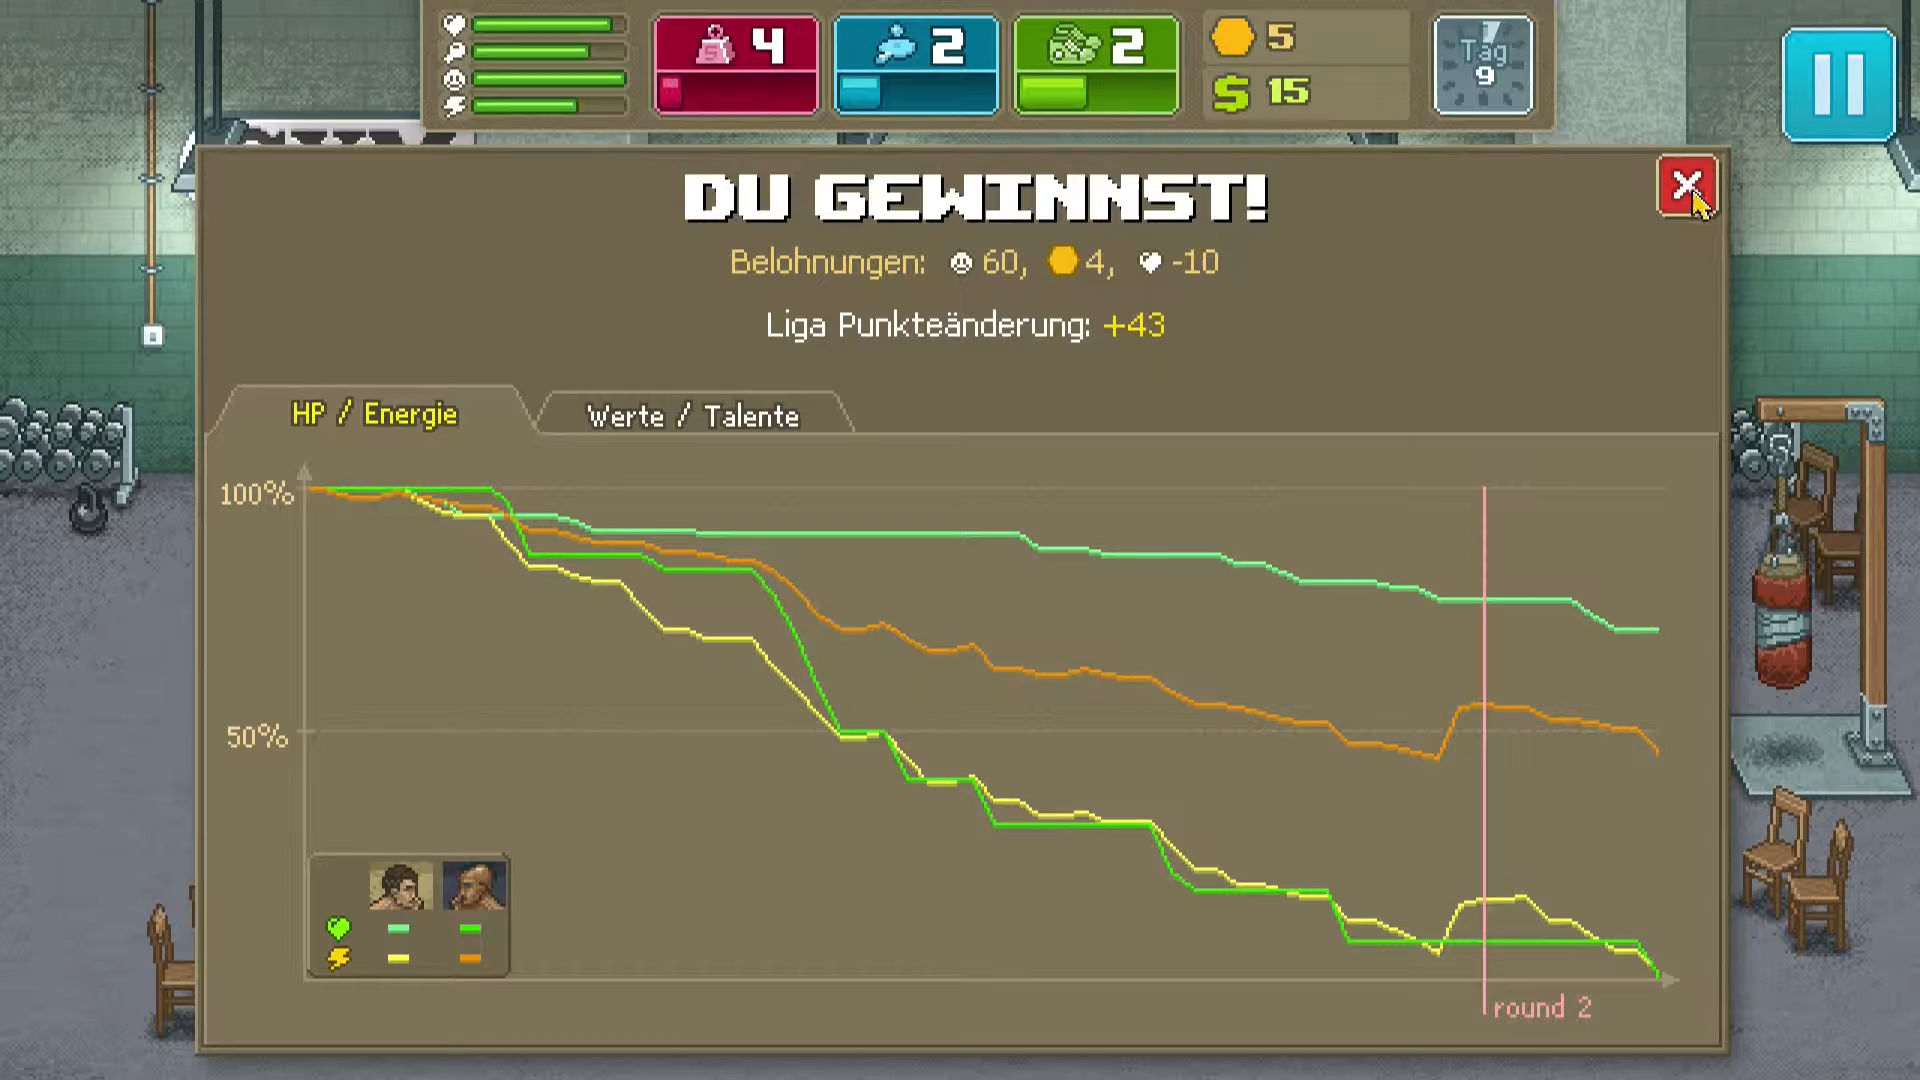 4
2
2
5
$ 15
Tag
9
DU GEWINNST!
Belohnungen: 60, 4, -10
Liga Punkteänderung: +43
HP / Energie
Werte / Talente
100%
50%
round 2